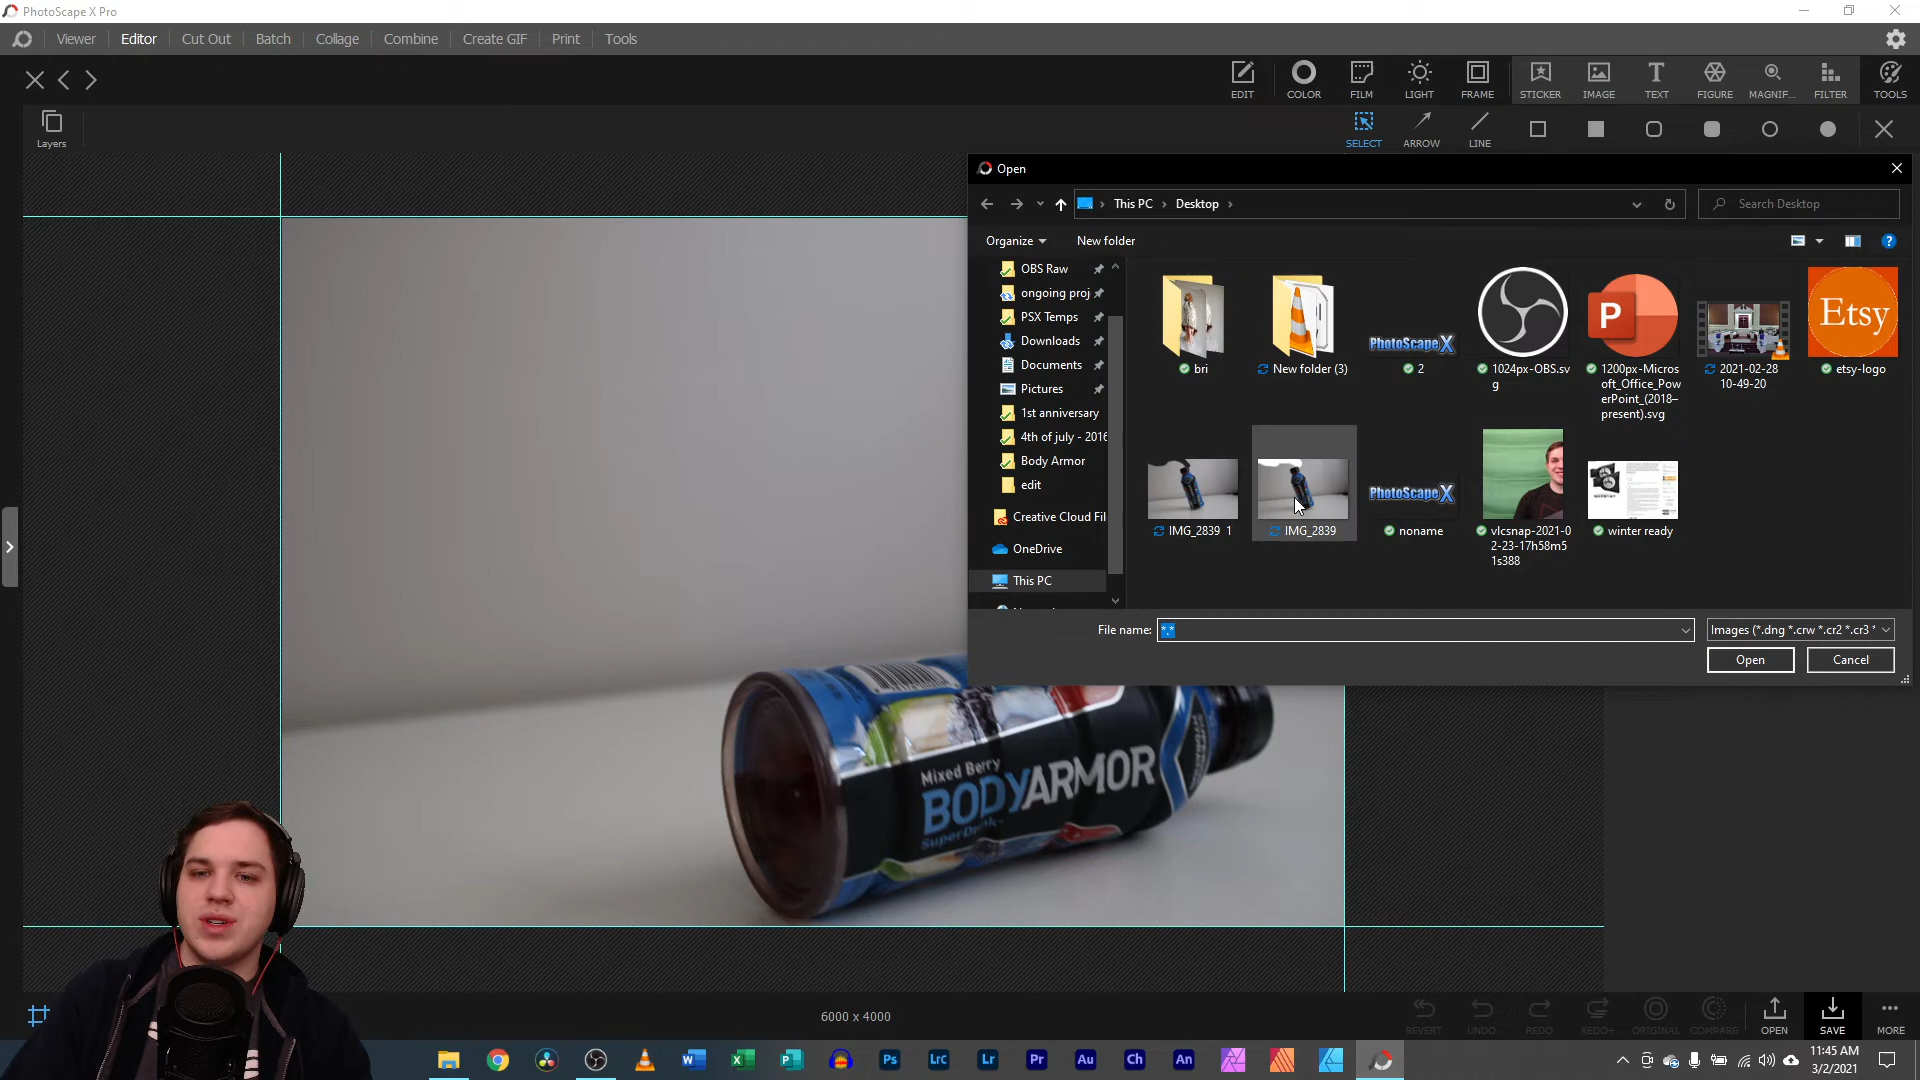 PhotoScape X Pro
Viewer Editor Cut Out Batch Collage Combine Create GIF Print Tools
EDIT COLOR FILM LIGHT FRAME STICKER IMAGE TEXT FIGURE MAGNIF... FILTER TOOLS
Layers
SELECT ARROW LINE
Open
This PC Desktop
Search Desktop
Organize New folder
OBS Raw
ongoing proj
PSX Temps
Downloads
Documents
Pictures
1st anniversary
4th of july - 2016
Body Armor
edit
Creative Cloud Fil
OneDrive
This PC
PhotoScape X
P
Etsy
bri
New folder (3)
2
1024px-OBS.sv
g
1200px-Micros
oft_Office_Pow
erPoint_(2018–
present).svg
2021-02-28
10-49-20
etsy-logo
PhotoScape X
IMG_2839 1
IMG_2839
noname
vlcsnap-2021-0
2-23-17h58m5
1s388
winter ready
File name: *.*
Images (*.dng *.crw *.cr2 *.cr3 *
Open Cancel
Mixed Berry
BODYARMOR
SuperDrink
6000 x 4000
REVERT UNDO REDO REDO+ ORIGINAL COMPARE OPEN SAVE MORE
Ps Lrc Lr Pr Au Ch An
11:45 AM
3/2/2021